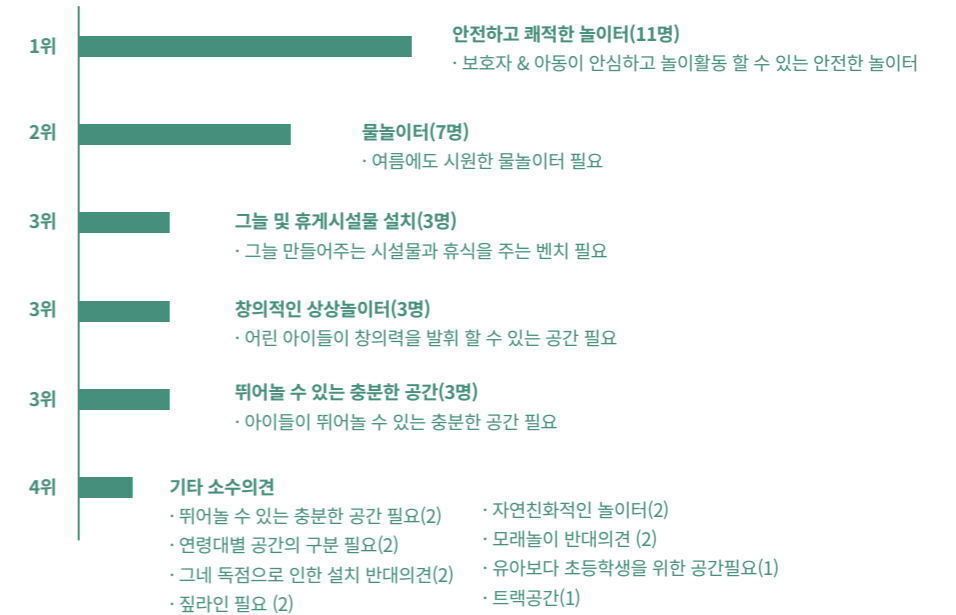 1위
안전하고 쾌적한 놀이터(11명)
· 보호자 & 아동이 안심하고 놀이활동 할 수 있는 안전한 놀이터
2위
물놀이터(7명)
· 여름에도 시원한 물놀이터 필요
3위
그늘 및 휴게시설물 설치(3명)
· 그늘 만들어주는 시설물과 휴식을 주는 벤치 필요
3위
창의적인 상상놀이터(3명)
· 어린 아이들이 창의력을 발휘 할 수 있는 공간 필요
3위
뛰어놀 수 있는 충분한 공간(3명)
· 아이들이 뛰어놀 수 있는 충분한 공간 필요
4위
기타 소수의견
· 뛰어놀 수 있는 충분한 공간 필요(2)
· 연령대별 공간의 구분 필요(2)
· 그네 독점으로 인한 설치 반대의견(2)
· 짚라인 필요 (2)
· 자연친화적인 놀이터(2)
· 모래놀이 반대의견 (2)
· 유아보다 초등학생을 위한 공간필요(1)
· 트랙공간(1)